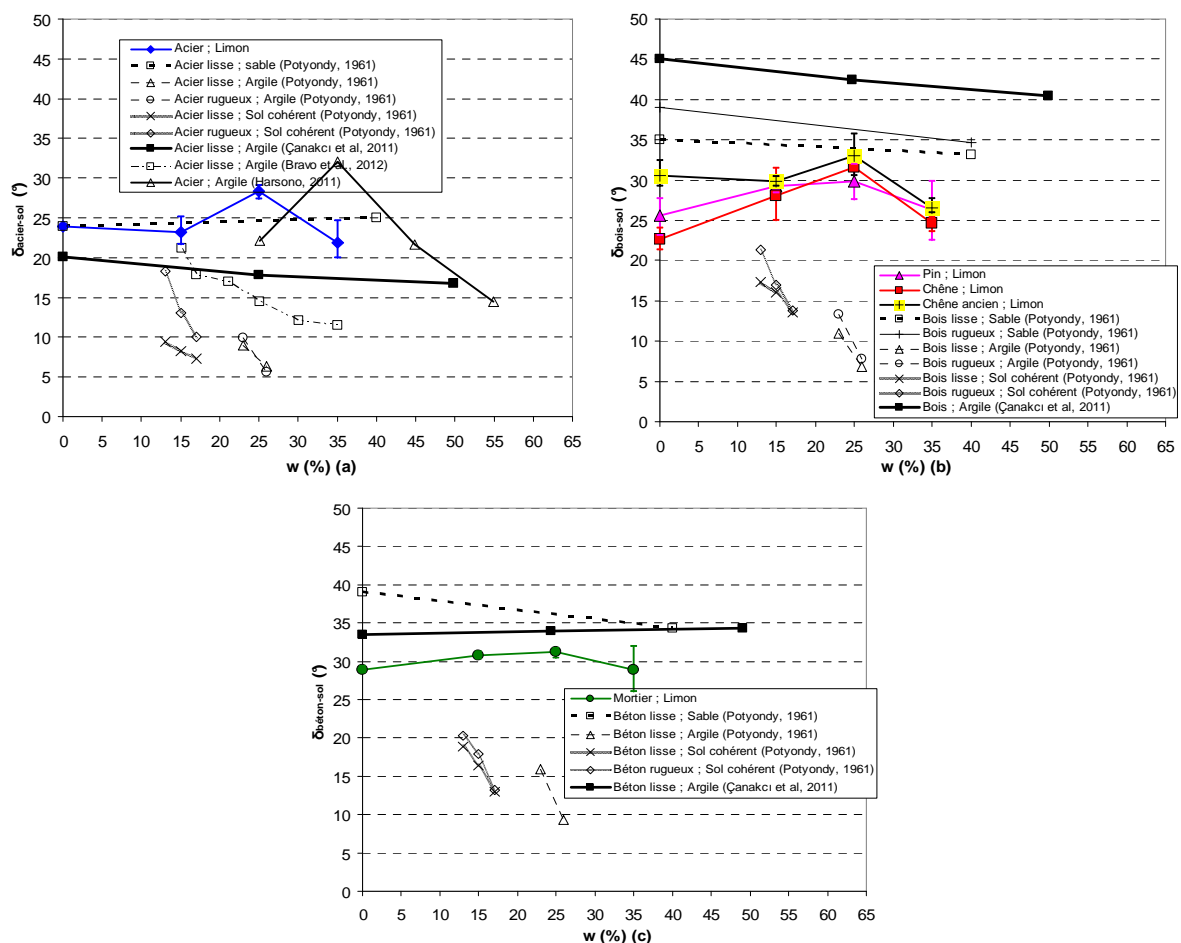 50
45
40
35
30
25
20
15
10
5
0
δacier-sol (°)
Acier ; Limon
Acier lisse ; sable (Potyondy, 1961)
Acier lisse ; Argile (Potyondy, 1961)
Acier rugueux ; Argile (Potyondy, 1961)
Acier lisse ; Sol cohérent (Potyondy, 1961)
Acier rugueux ; Sol cohérent (Potyondy, 1961)
Acier lisse ; Argile (Çanakcı et al, 2011)
Acier lisse ; Argile (Bravo et al, 2012)
Acier ; Argile (Harsono, 2011)
0 5 10 15 20 25 30 35 40 45 50 55 60 65
w (%) (a)
50
45
40
35
30
25
20
15
10
5
0
δbois-sol (°)
Pin ; Limon
Chêne ; Limon
Chêne ancien ; Limon
Bois lisse ; Sable (Potyondy, 1961)
Bois rugueux ; Sable (Potyondy, 1961)
Bois lisse ; Argile (Potyondy, 1961)
Bois rugueux ; Argile (Potyondy, 1961)
Bois lisse ; Sol cohérent (Potyondy, 1961)
Bois rugueux ; Sol cohérent (Potyondy, 1961)
Bois ; Argile (Çanakcı et al, 2011)
0 5 10 15 20 25 30 35 40 45 50 55 60 65
w (%) (b)
50
45
40
35
30
25
20
15
10
5
0
δbéton-sol (°)
Mortier ; Limon
Béton lisse ; Sable (Potyondy, 1961)
Béton lisse ; Argile (Potyondy, 1961)
Béton lisse ; Sol cohérent (Potyondy, 1961)
Béton rugueux ; Sol cohérent (Potyondy, 1961)
Béton lisse ; Argile (Çanakcı et al, 2011)
0 5 10 15 20 25 30 35 40 45 50 55 60 65
w (%) (c)